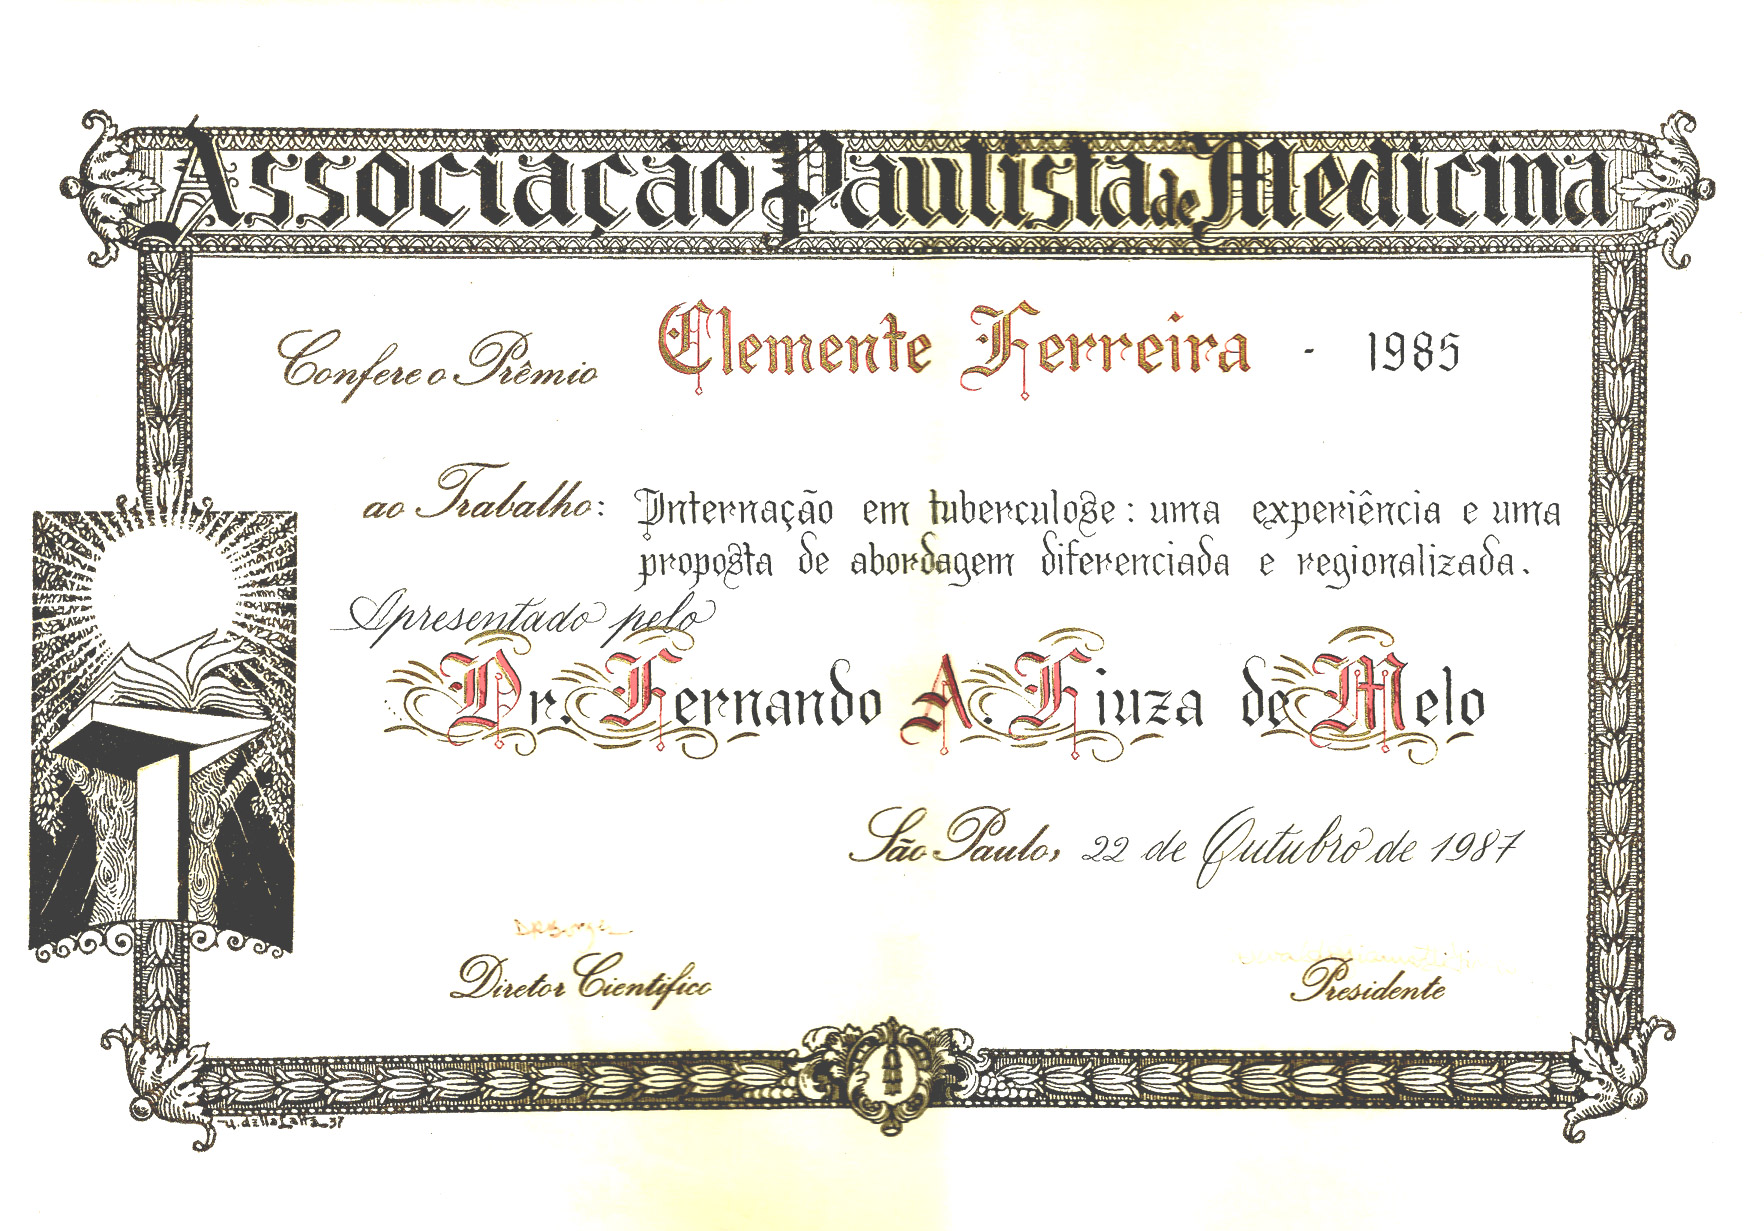 Associação Paulista de Medicina
Confere o Prêmio Clemente Ferreira - 1985
ao Trabalho: Internação em tuberculose: uma experiência e uma
proposta de abordagem diferenciada e regionalizada.
Apresentado pelo
Dr. Fernando A. Fiuza de Melo
São Paulo, 22 de Outubro de 1987
Diretor Científico
Presidente